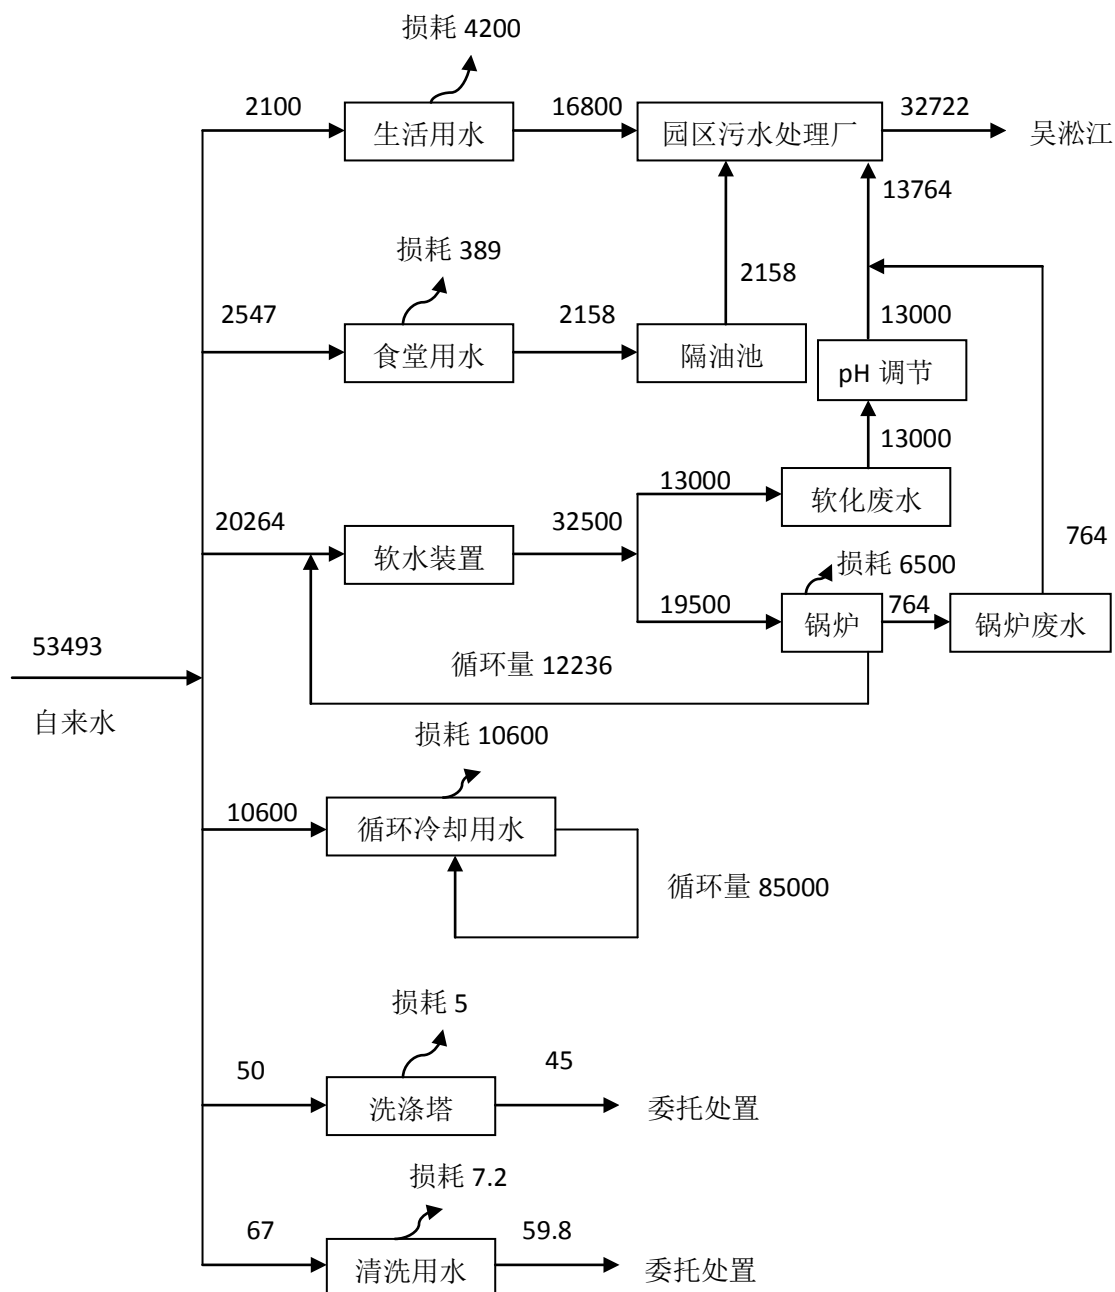 损耗 4200
2100
生活用水
16800
园区污水处理厂
32722
吴淞江
13764
损耗 389
2158
2547
食堂用水
2158
隔油池
13000
pH 调节
13000
13000
软化废水
20264
软水装置
32500
764
损耗 6500
19500
锅炉
764
锅炉废水
53493
循环量 12236
自来水
损耗 10600
10600
循环冷却用水
循环量 85000
损耗 5
50
洗涤塔
45
委托处置
损耗 7.2
67
清洗用水
59.8
委托处置